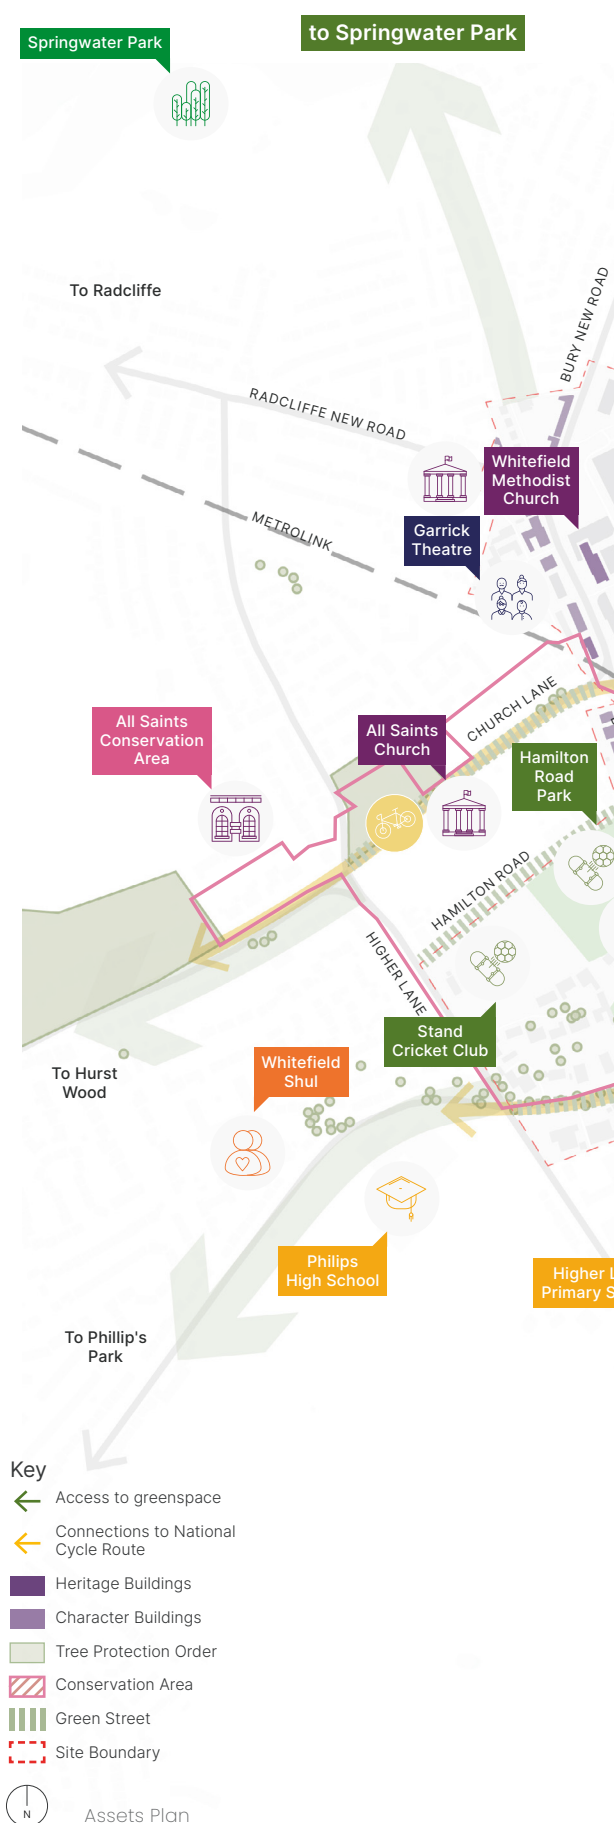 Springwater Park
to Springwater Park
To Radcliffe
BURY NEW ROAD
RADCLIFFE NEW ROAD
Whitefield
Methodist
Church
METROLINK
Garrick
Theatre
CHURCH LANE
All Saints
Conservation
Area
All Saints
Church
Hamilton
Road
Park
HAMILTON ROAD
HIGHER LANE
Stand
Cricket Club
To Hurst
Wood
Whitefield
Shul
Philips
High School
Higher L
Primary S
To Phillip's
Park
Key
Access to greenspace
Connections to National
Cycle Route
Heritage Buildings
Character Buildings
Tree Protection Order
Conservation Area
Green Street
Site Boundary
N
Assets Plan